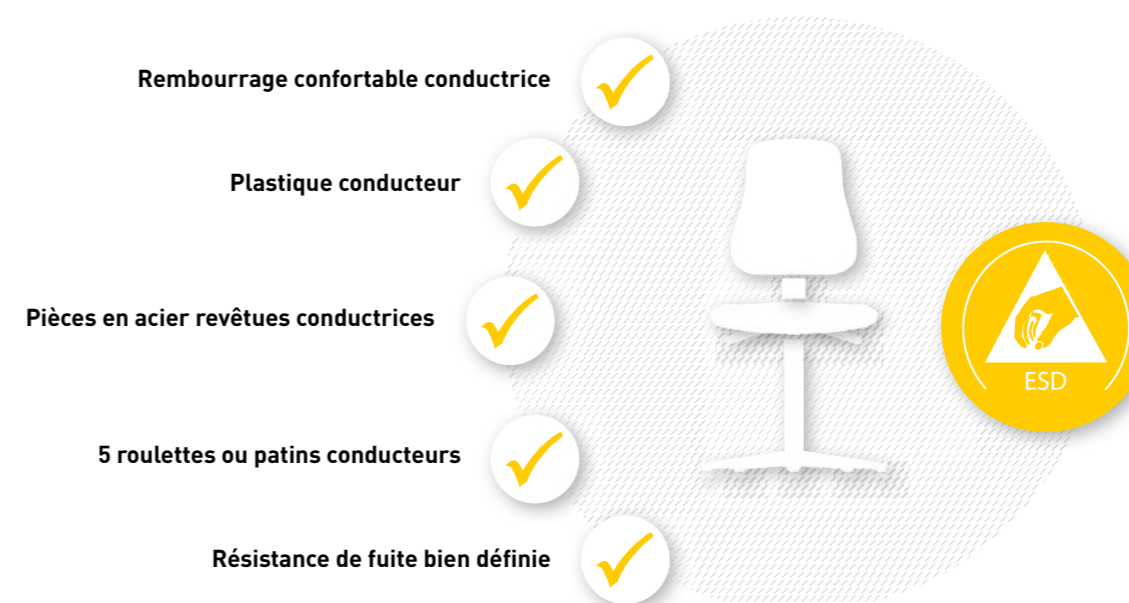 Rembourrage confortable conductrice
Plastique conducteur
Pièces en acier revêtues conductrices
ESD
5 roulettes ou patins conducteurs
Résistance de fuite bien définie